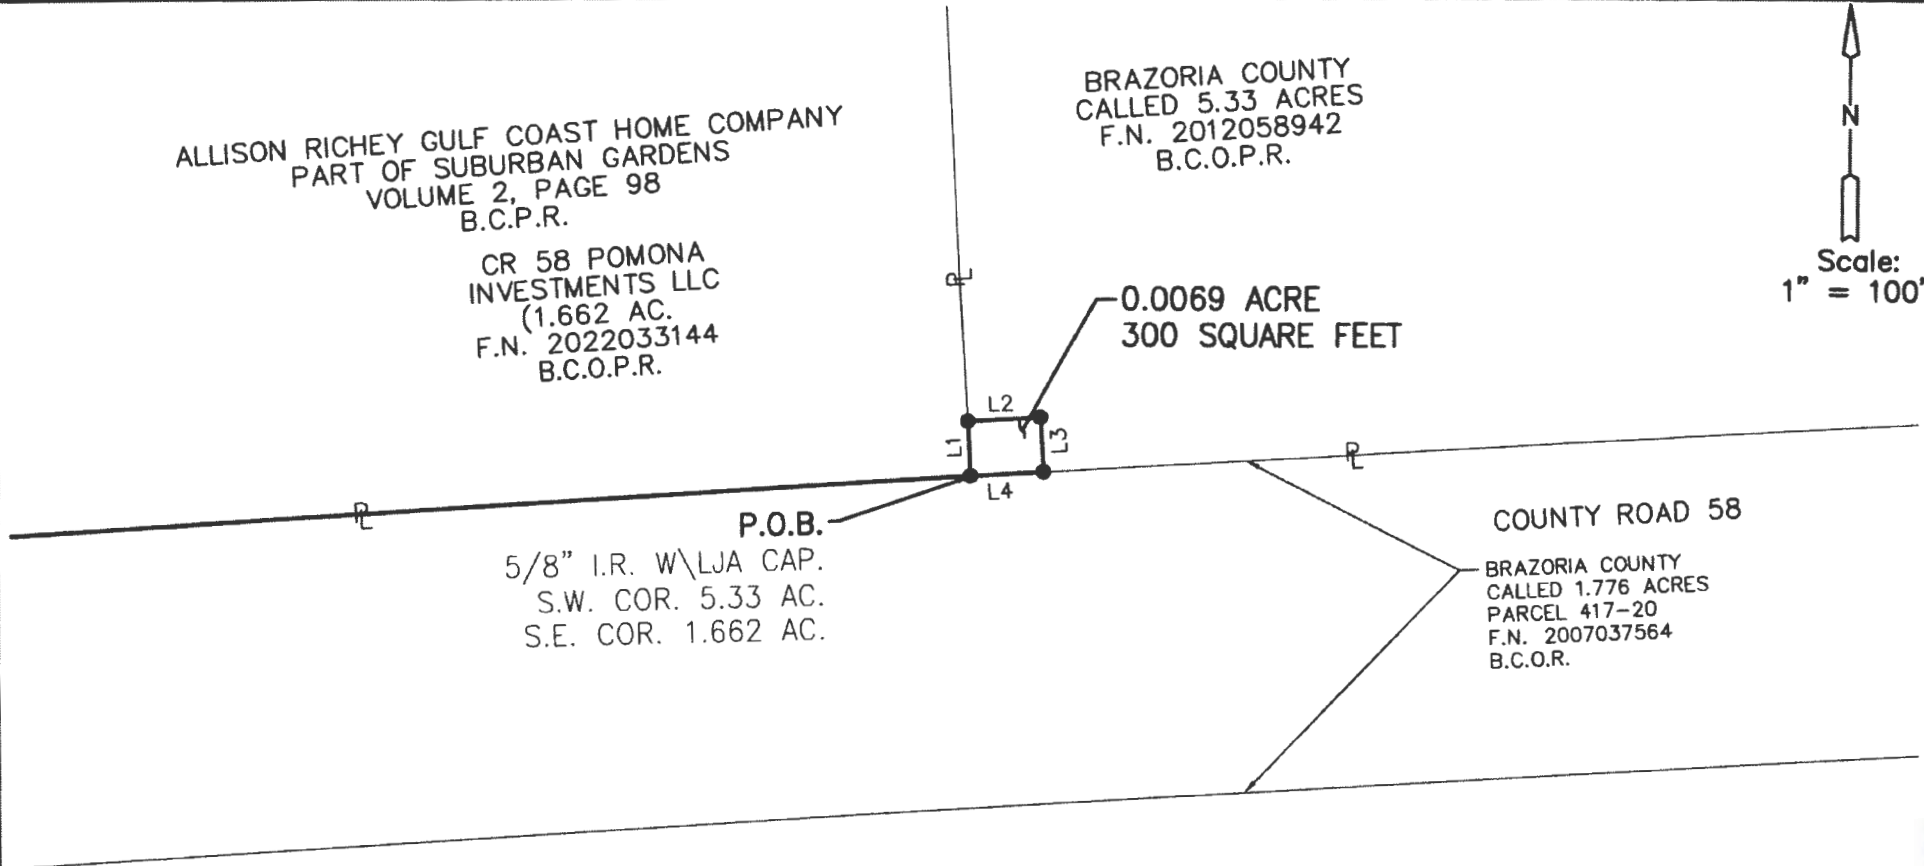 ALLISON RICHEY GULF COAST HOME COMPANY
PART OF SUBURBAN GARDENS
VOLUME 2, PAGE 98
B.C.P.R.
CR 58 POMONA
INVESTMENTS LLC
(1.662 AC.
F.N. 2022033144
B.C.O.P.R.
BRAZORIA COUNTY
CALLED 5.33 ACRES
F.N. 2012058942
B.C.O.P.R.
N
Scale:
1" = 100'
PL
0.0069 ACRE
300 SQUARE FEET
L2
L1
L3
L4
PL
PL
P.O.B.
5/8" I.R. W\LJA CAP.
S.W. COR. 5.33 AC.
S.E. COR. 1.662 AC.
COUNTY ROAD 58
BRAZORIA COUNTY
CALLED 1.776 ACRES
PARCEL 417-20
F.N. 2007037564
B.C.O.R.